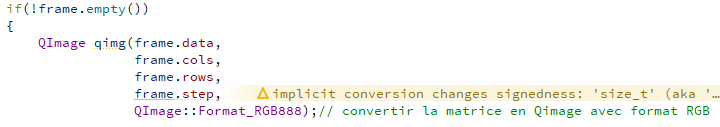 if(!frame.empty())
{
QImage qimg(frame.data,
frame.cols,
frame.rows,
frame.step, implicit conversion changes signedness: 'size_t' (aka '…
QImage::Format_RGB888);// convertir la matrice en Qimage avec format RGB